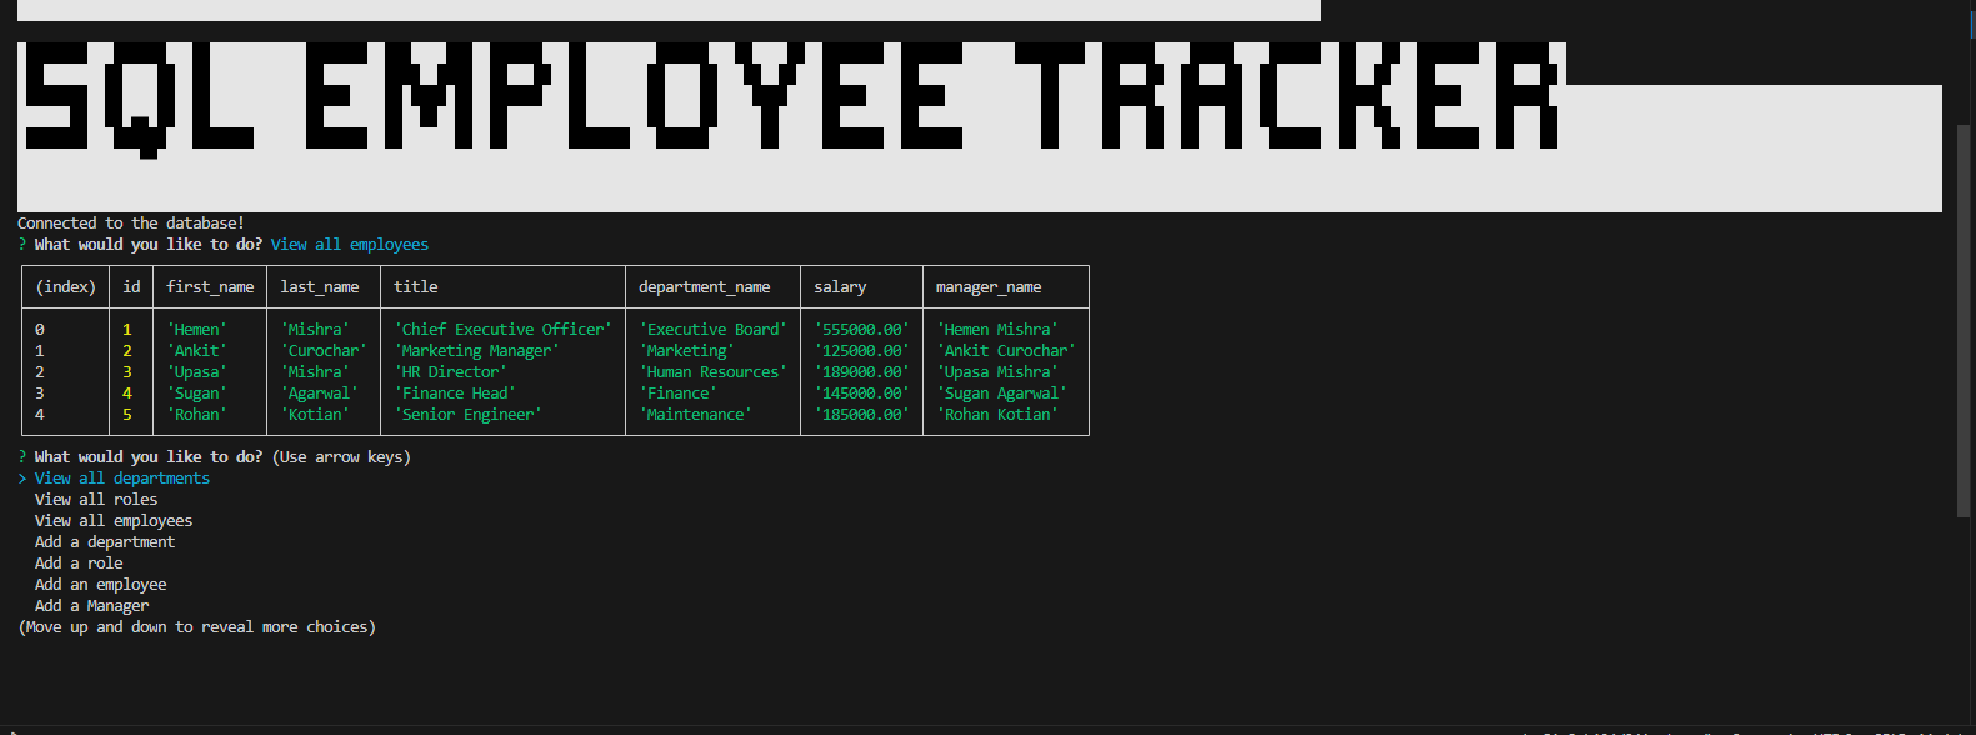 SQL EMPLOYEE TRACKER
Connected to the database!
? What would you like to do? View all employees
(index) id first_name last_name title department_name salary manager_name
0 1 'Hemen' 'Mishra' 'Chief Executive Officer' 'Executive Board' '555000.00' 'Hemen Mishra'
1 2 'Ankit' 'Curochar' 'Marketing Manager' 'Marketing' '125000.00' 'Ankit Curochar'
2 3 'Upasa' 'Mishra' 'HR Director' 'Human Resources' '189000.00' 'Upasa Mishra'
3 4 'Sugan' 'Agarwal' 'Finance Head' 'Finance' '145000.00' 'Sugan Agarwal'
4 5 'Rohan' 'Kotian' 'Senior Engineer' 'Maintenance' '185000.00' 'Rohan Kotian'
? What would you like to do? (Use arrow keys)
> View all departments
View all roles
View all employees
Add a department
Add a role
Add an employee
Add a Manager
(Move up and down to reveal more choices)